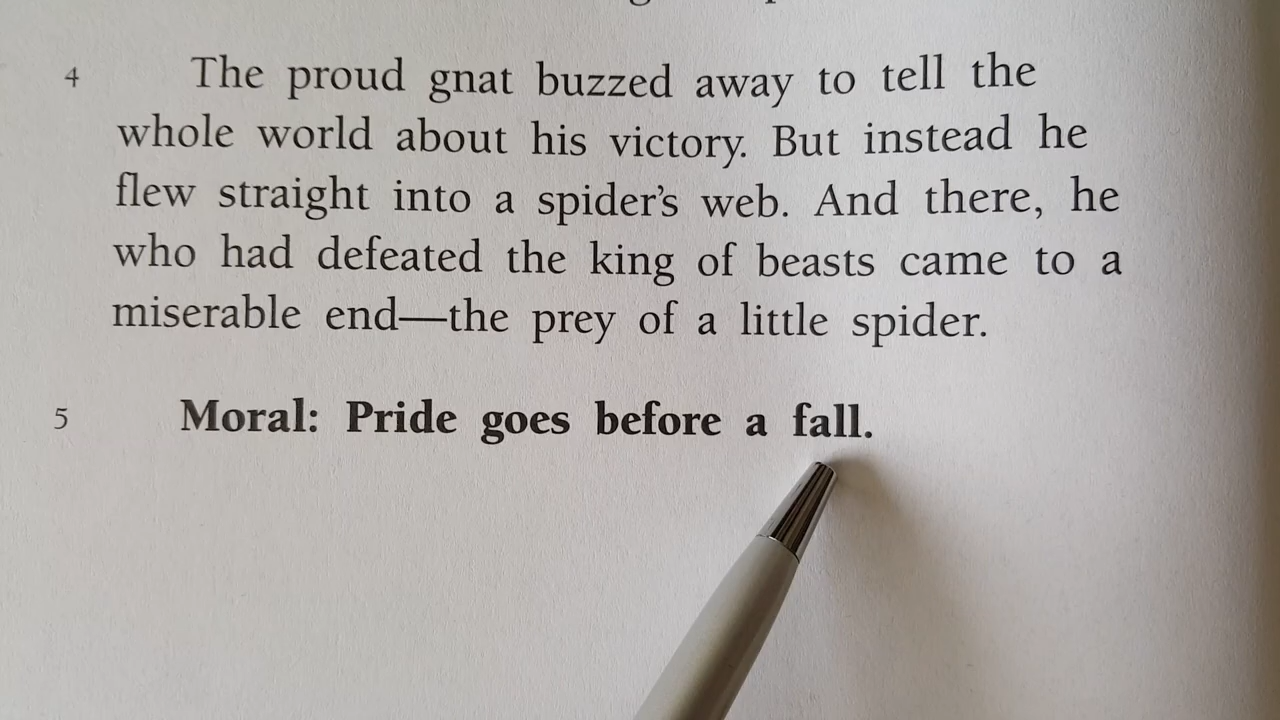 4 The proud gnat buzzed away to tell the
whole world about his victory. But instead he
flew straight into a spider's web. And there, he
who had defeated the king of beasts came to a
miserable end—the prey of a little spider.
5 Moral: Pride goes before a fall.